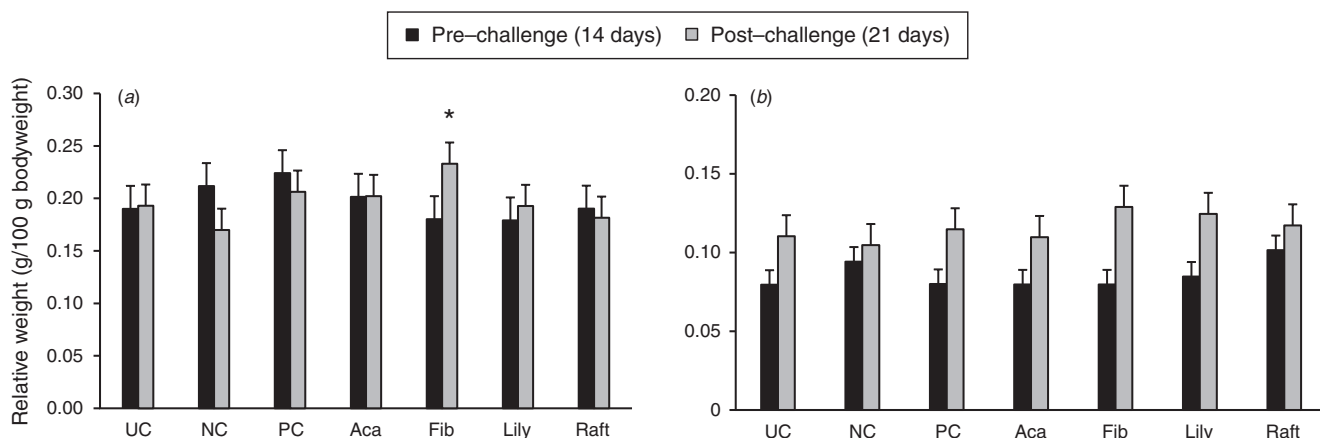 Pre–challenge (14 days) Post–challenge (21 days)
Relative weight (g/100 g bodyweight)
(a)
*
0.30
0.25
0.20
0.15
0.10
0.05
0.00
UC NC PC Aca Fib Lily Raft
(b)
0.20
0.15
0.10
0.05
0
UC NC PC Aca Fib Lily Raft